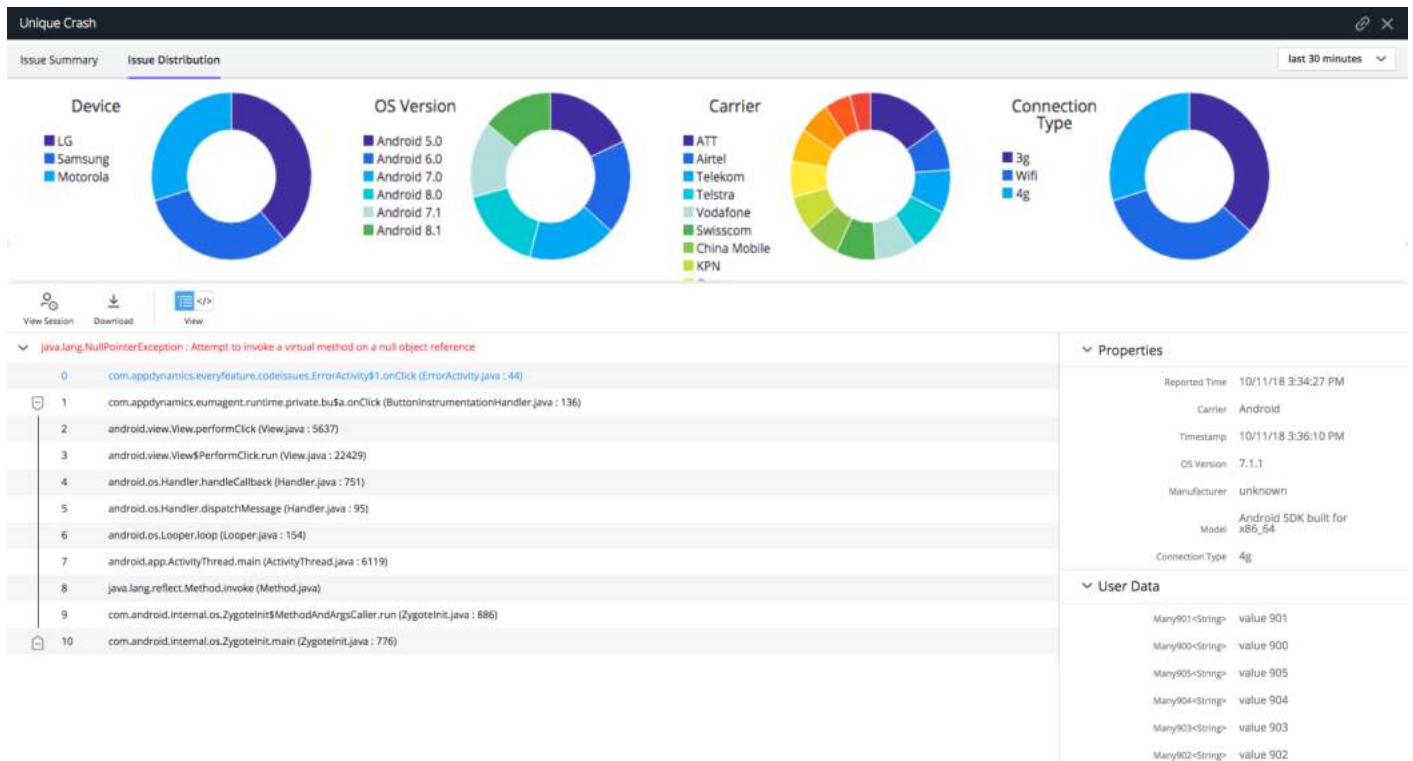 Unique Crash
Issue Summary
Issue Distribution
last 30 minutes
Device
LG
Samsung
Motorola
OS Version
Android 5.0
Android 6.0
Android 7.0
Android 8.0
Android 7.1
Android 8.1
Carrier
ATT
Airtel
Telekom
Telstra
Vodafone
Swisscom
China Mobile
KPN
Connection
Type
3g
Wifi
4g
View Session
Download
</>
View
java.lang.NullPointerException : Attempt to invoke a virtual method on a null object reference
0 com.appdynamics.everyfeature.codeissues.ErrorActivity$1.onClick (ErrorActivity.java : 44)
1 com.appdynamics.eumagent.runtime.private.bu$a.onClick (ButtonInstrumentationHandler.java : 136)
2 android.view.View.performClick (View.java : 5637)
3 android.view.View$PerformClick.run (View.java : 22429)
4 android.os.Handler.handleCallback (Handler.java : 751)
5 android.os.Handler.dispatchMessage (Handler.java : 95)
6 android.os.Looper.loop (Looper.java : 154)
7 android.app.ActivityThread.main (ActivityThread.java : 6119)
8 java.lang.reflect.Method.invoke (Method.java)
9 com.android.internal.os.ZygoteInit$MethodAndArgsCaller.run (ZygoteInit.java : 886)
10 com.android.internal.os.ZygoteInit.main (ZygoteInit.java : 776)
Properties
Reported Time 10/11/18 3:34:27 PM
Carrier Android
Timestamp 10/11/18 3:36:10 PM
OS Version 7.1.1
Manufacturer unknown
Model Android SDK built for
x86_64
Connection Type 4g
User Data
Many901<String> value 901
Many900<String> value 900
Many905<String> value 905
Many904<String> value 904
Many903<String> value 903
Many902<String> value 902